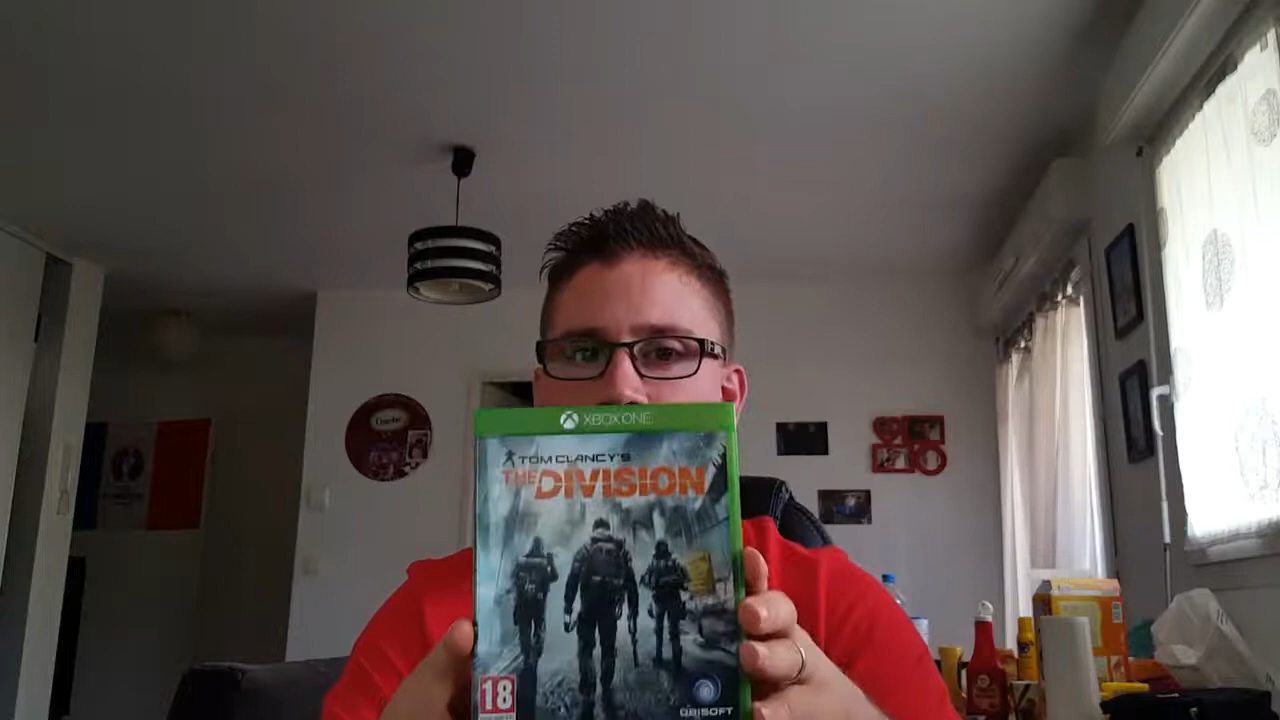 XBOX ONE
TOM CLANCY'S
THE DIVISION
18
UBISOFT